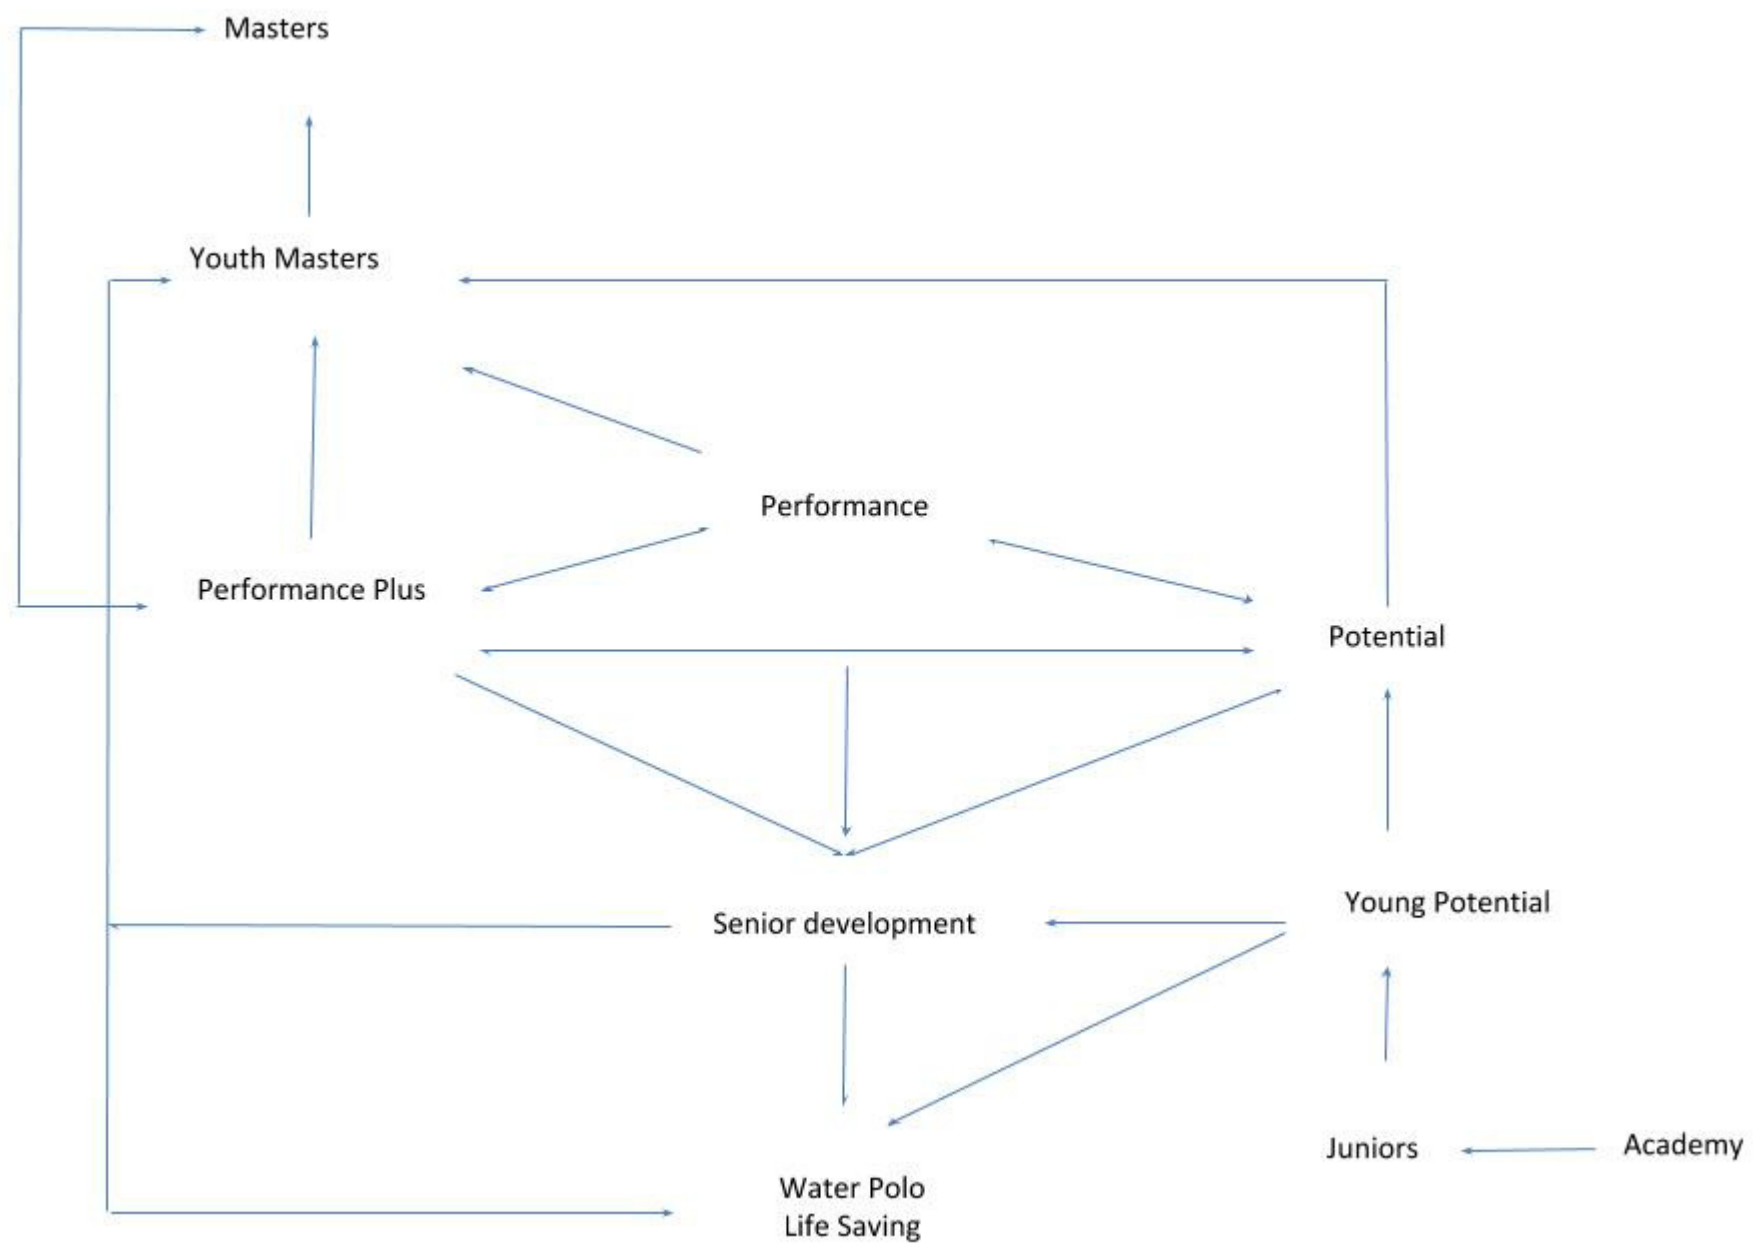 Masters
Youth Masters
Performance
Performance Plus
Potential
Young Potential
Senior development
Juniors
Academy
Water Polo
Life Saving